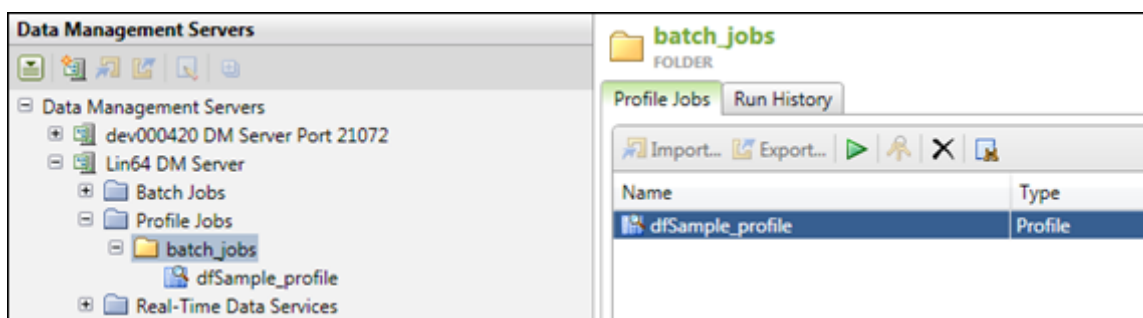 Data Management Servers
Data Management Servers
dev000420 DM Server Port 21072
Lin64 DM Server
Batch Jobs
Profile Jobs
batch_jobs
dfSample_profile
Real-Time Data Services
batch_jobs
FOLDER
Profile Jobs Run History
Import... Export...
Name Type
dfSample_profile Profile